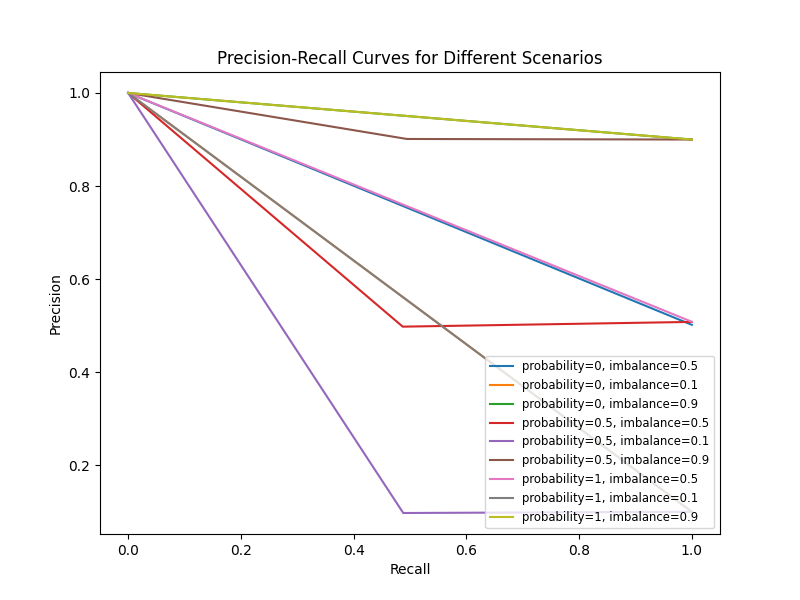 Precision-Recall Curves for Different Scenarios
Precision
1.0
0.8
0.6
0.4
0.2
0.0
0.2
0.4
0.6
0.8
1.0
Recall
probability=0, imbalance=0.5
probability=0, imbalance=0.1
probability=0, imbalance=0.9
probability=0.5, imbalance=0.5
probability=0.5, imbalance=0.1
probability=0.5, imbalance=0.9
probability=1, imbalance=0.5
probability=1, imbalance=0.1
probability=1, imbalance=0.9